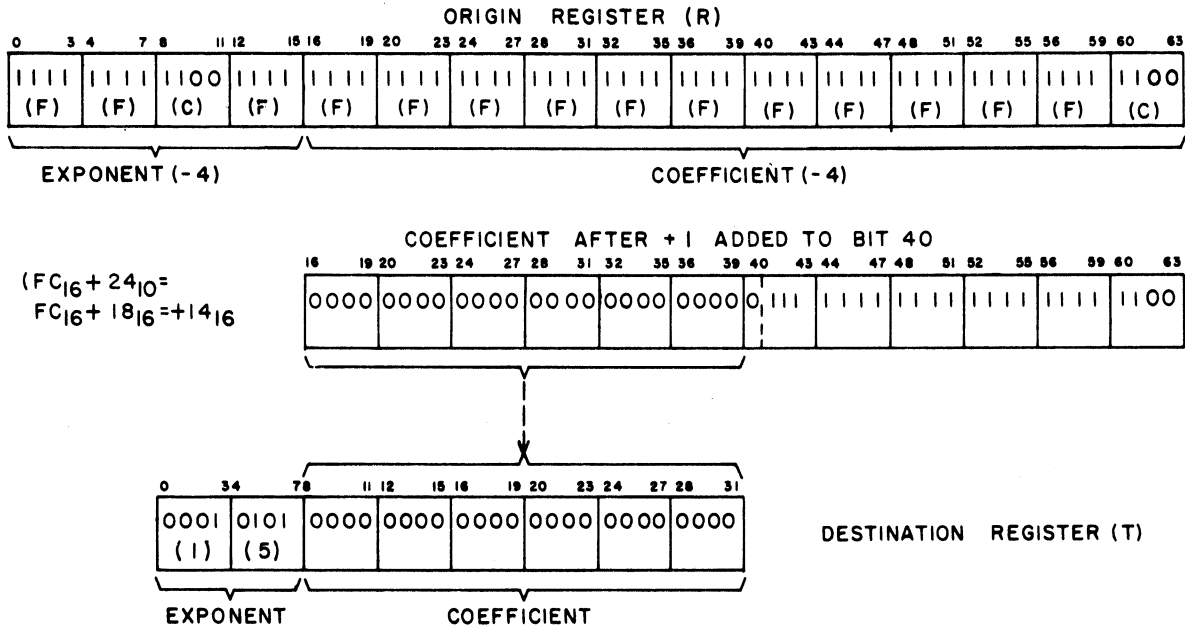 ORIGIN REGISTER (R)
0 3 4 7 8 11 12 15 16 19 20 23 24 27 28 31 32 35 36 39 40 43 44 47 48 51 52 55 56 59 60 63
1111 1111 1100 1111 1111 1111 1111 1111 1111 1111 1111 1111 1111 1111 1111 1100
(F) (F) (C) (F) (F) (F) (F) (F) (F) (F) (F) (F) (F) (F) (F) (C)
EXPONENT (-4) COEFFICIENT (-4)
COEFFICIENT AFTER +1 ADDED TO BIT 40
16 19 20 23 24 27 28 31 32 35 36 39 40 43 44 47 48 51 52 55 56 59 60 63
(FC16 + 2410 =
FC16 + 1816 = +1416
0000 0000 0000 0000 0000 0000 0 111 1111 1111 1111 1111 1100
0 3 4 7 8 11 12 15 16 19 20 23 24 27 28 31
0001 0101 0000 0000 0000 0000 0000 0000
(1) (5)
DESTINATION REGISTER (T)
EXPONENT COEFFICIENT